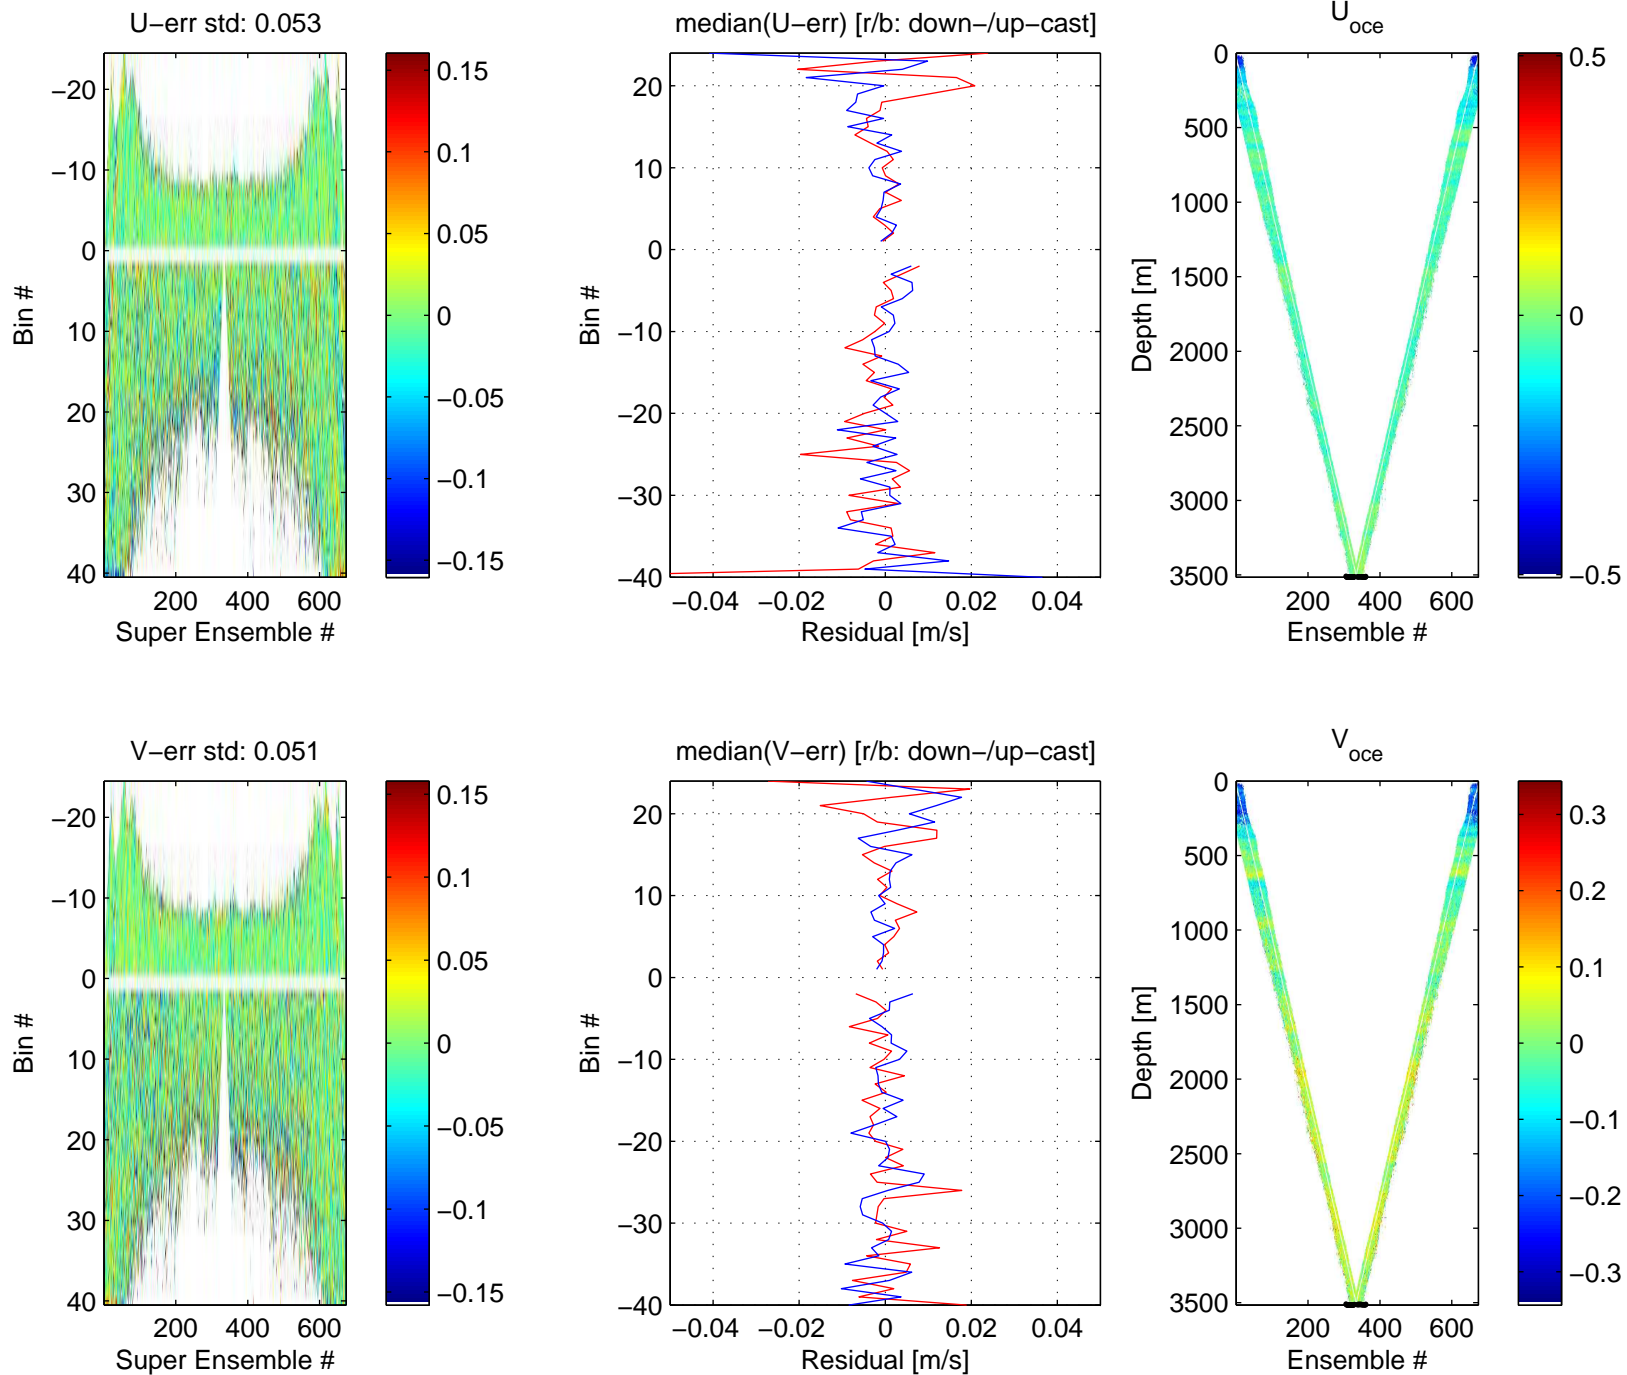 U−err std: 0.053
−20
−10
0
10
20
30
40
Bin #
200 400 600
Super Ensemble #
0.15
0.1
0.05
0
−0.05
−0.1
−0.15
median(U−err) [r/b: down−/up−cast]
20
10
0
−10
−20
−30
−40
Bin #
−0.04 −0.02 0 0.02 0.04
Residual [m/s]
Uoce
0
500
1000
1500
2000
2500
3000
3500
Depth [m]
200 400 600
Ensemble #
0.5
0
−0.5
V−err std: 0.051
−20
−10
0
10
20
30
40
Bin #
200 400 600
Super Ensemble #
0.15
0.1
0.05
0
−0.05
−0.1
−0.15
median(V−err) [r/b: down−/up−cast]
20
10
0
−10
−20
−30
−40
Bin #
−0.04 −0.02 0 0.02 0.04
Residual [m/s]
Voce
0
500
1000
1500
2000
2500
3000
3500
Depth [m]
200 400 600
Ensemble #
0.3
0.2
0.1
0
−0.1
−0.2
−0.3